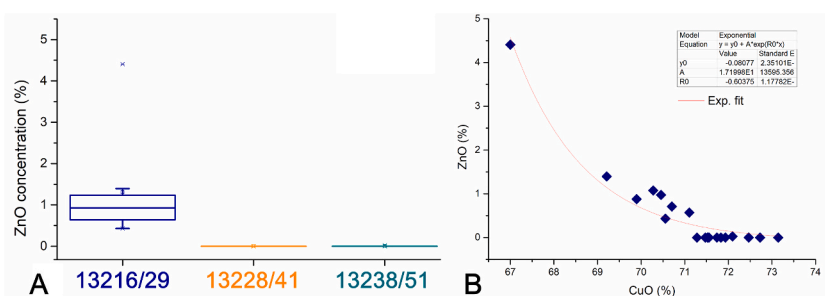 5
4
3
2
1
0
ZnO concentration (%)
A
13216/29
13228/41
13238/51
5
4
3
2
1
0
ZnO (%)
Model Exponential
Equation y = y0 + A*exp(R0*x)
Value Standard E
y0 -0.08077 2.35101E-
A 1.71998E1 13595.356
R0 -0.60375 1.17782E-
Exp. fit
67 68 69 70 71 72 73 74
B
CuO (%)